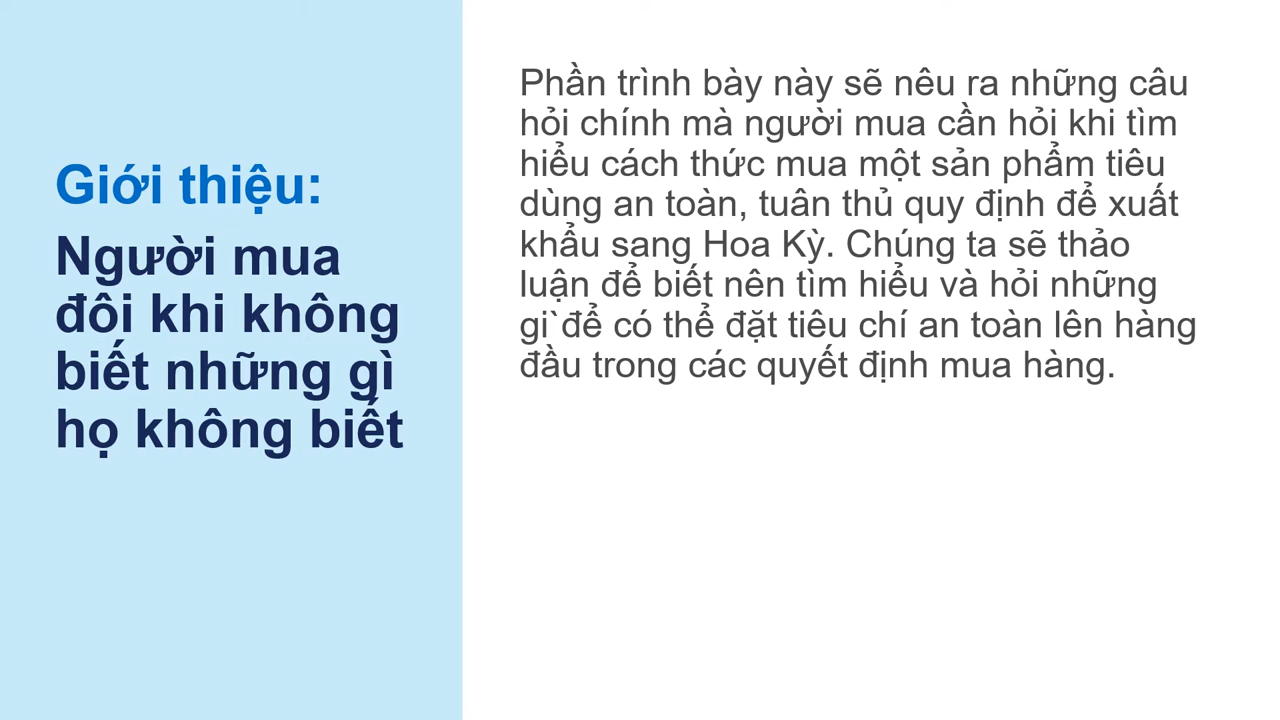 Giới thiệu:
Người mua
đôi khi không
biết những gì
họ không biết
Phần trình bày này sẽ nêu ra những câu
hỏi chính mà người mua cần hỏi khi tìm
hiểu cách thức mua một sản phẩm tiêu
dùng an toàn, tuân thủ quy định để xuất
khẩu sang Hoa Kỳ. Chúng ta sẽ thảo
luận để biết nên tìm hiểu và hỏi những
gi`để có thể đặt tiêu chí an toàn lên hàng
đầu trong các quyết định mua hàng.